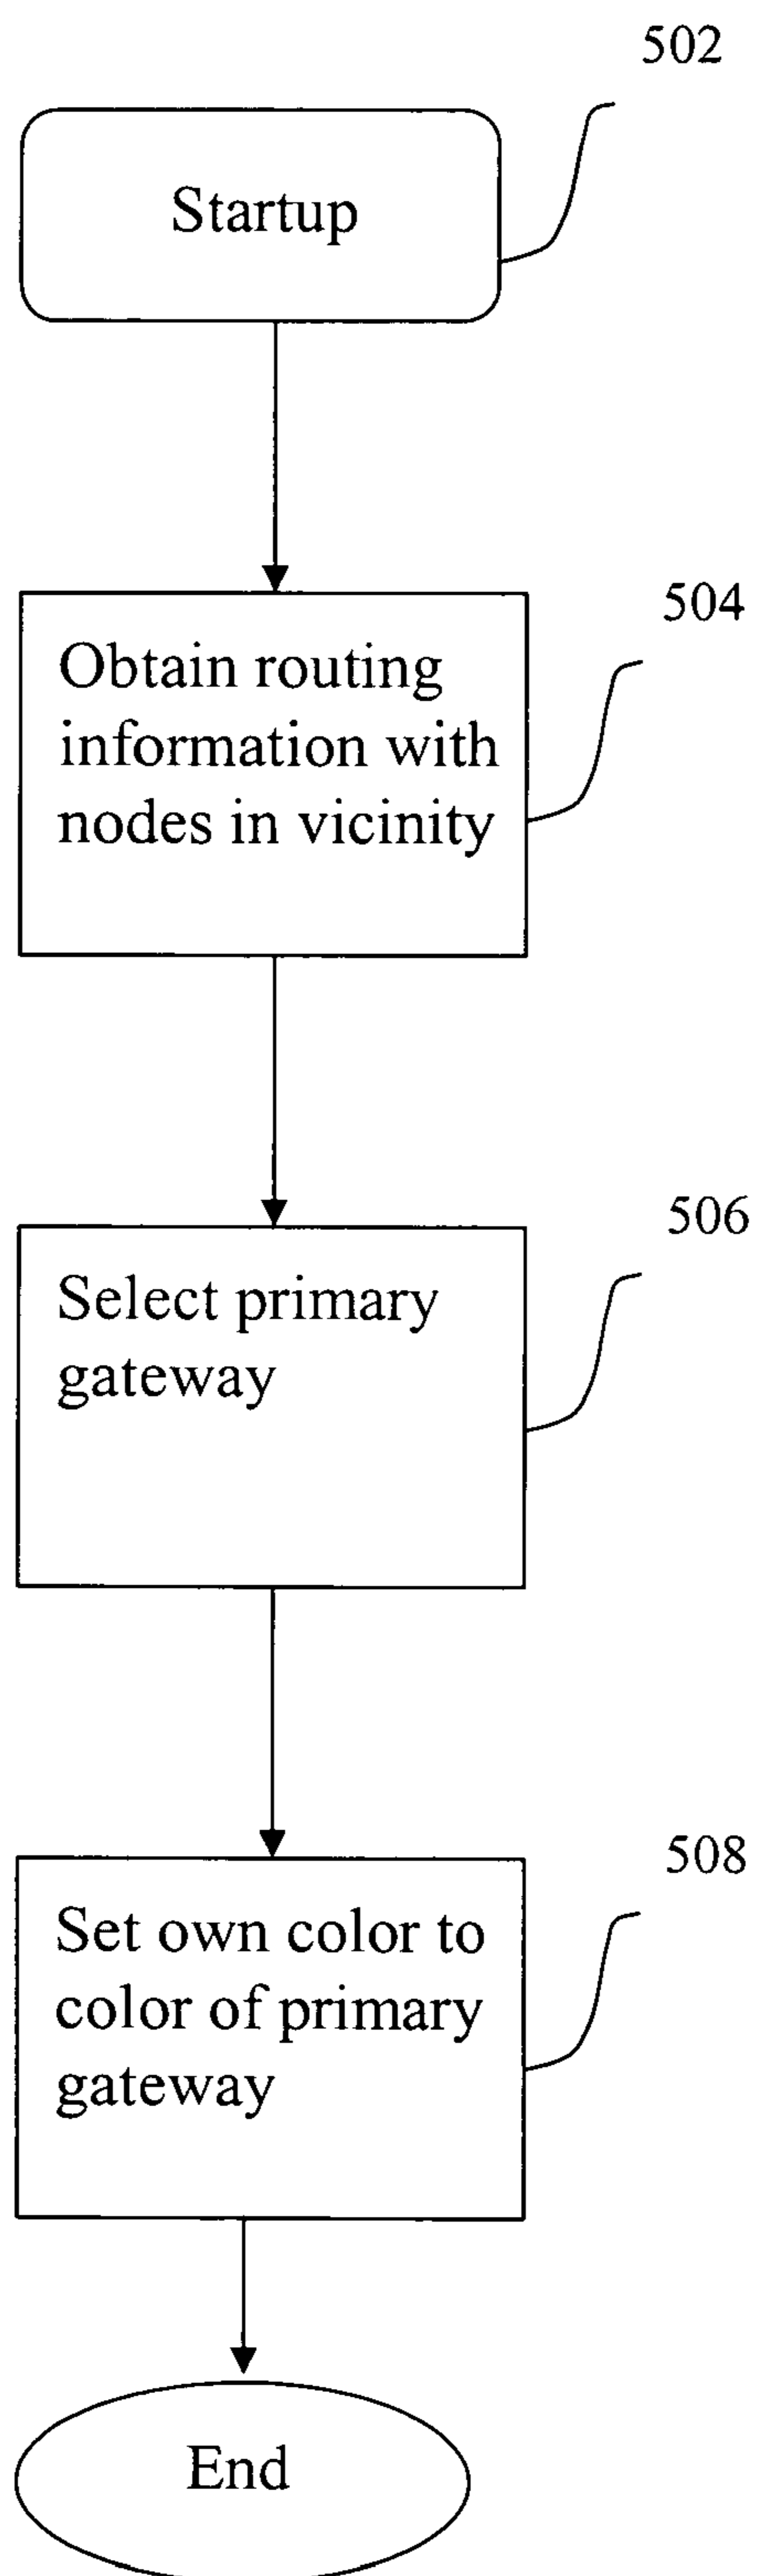 502
Startup
504
Obtain routing
information with
nodes in vicinity
506
Select primary
gateway
508
Set own color to
color of primary
gateway
End